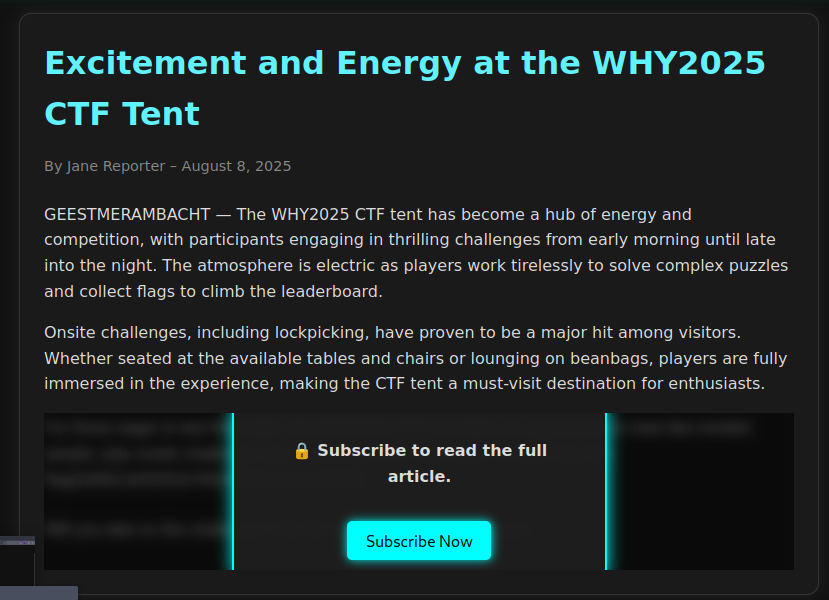 Excitement and Energy at the WHY2025
CTF Tent
By Jane Reporter – August 8, 2025
GEESTMERAMBACHT — The WHY2025 CTF tent has become a hub of energy and
competition, with participants engaging in thrilling challenges from early morning until late
into the night. The atmosphere is electric as players work tirelessly to solve complex puzzles
and collect flags to climb the leaderboard.
Onsite challenges, including lockpicking, have proven to be a major hit among visitors.
Whether seated at the available tables and chairs or lounging on beanbags, players are fully
immersed in the experience, making the CTF tent a must-visit destination for enthusiasts.
🔒 Subscribe to read the full
article.
Subscribe Now